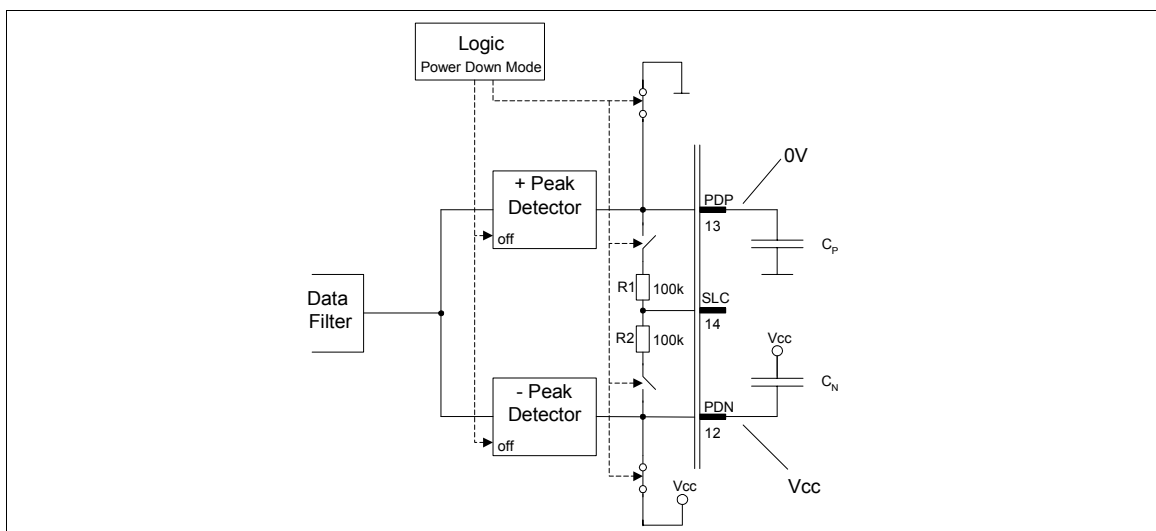 Logic
Power Down Mode
0V
+ Peak
Detector
off
PDP
13
C_P
R1
100k
SLC
14
Data
Filter
R2
100k
Vcc
C_N
- Peak
Detector
off
PDN
12
Vcc
Vcc